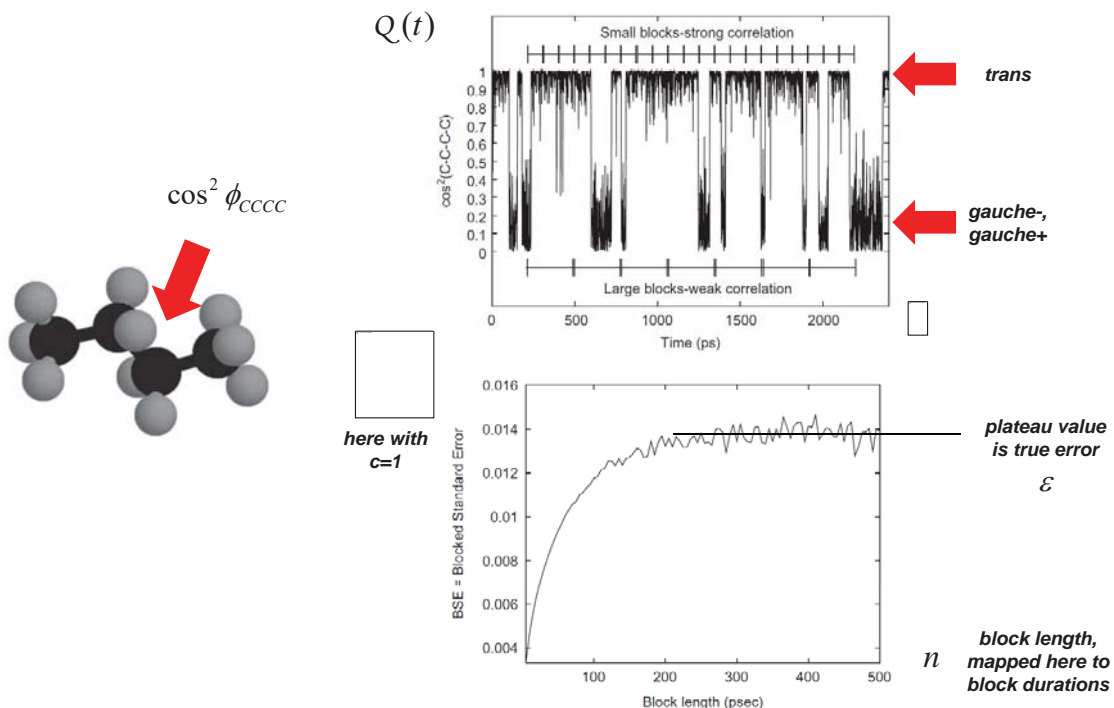 Q(t)
Small blocks-strong correlation
1
0.9
0.8
0.7
0.6
0.5
0.4
0.3
0.2
0.1
0
cos²(C-C-C-C)
trans
gauche-,
gauche+
cos² ϕCCCC
Large blocks-weak correlation
0
500
1000
1500
2000
Time (ps)
here with
c=1
0.016
0.014
0.012
0.01
0.008
0.006
0.004
BSE = Blocked Standard Error
plateau value
is true error
ε
100
200
300
400
500
Block length (psec)
n
block length,
mapped here to
block durations